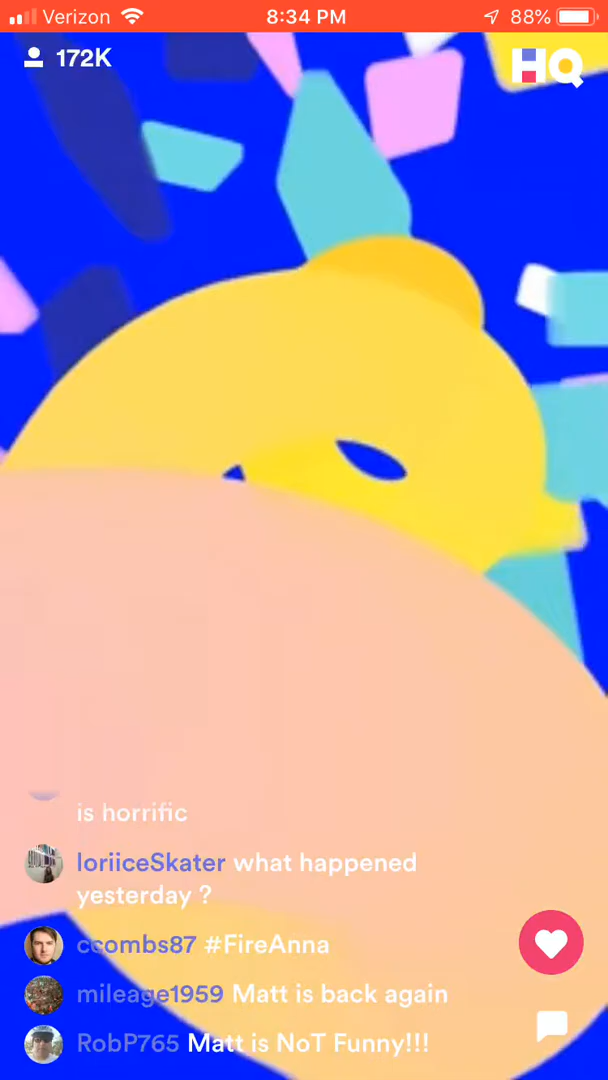 Verizon 8:34 PM 88%
172K
HQ
is horrific
loriiceSkater what happened
yesterday ?
ccombs87 #FireAnna
mileage1959 Matt is back again
RobP765 Matt is NoT Funny!!!